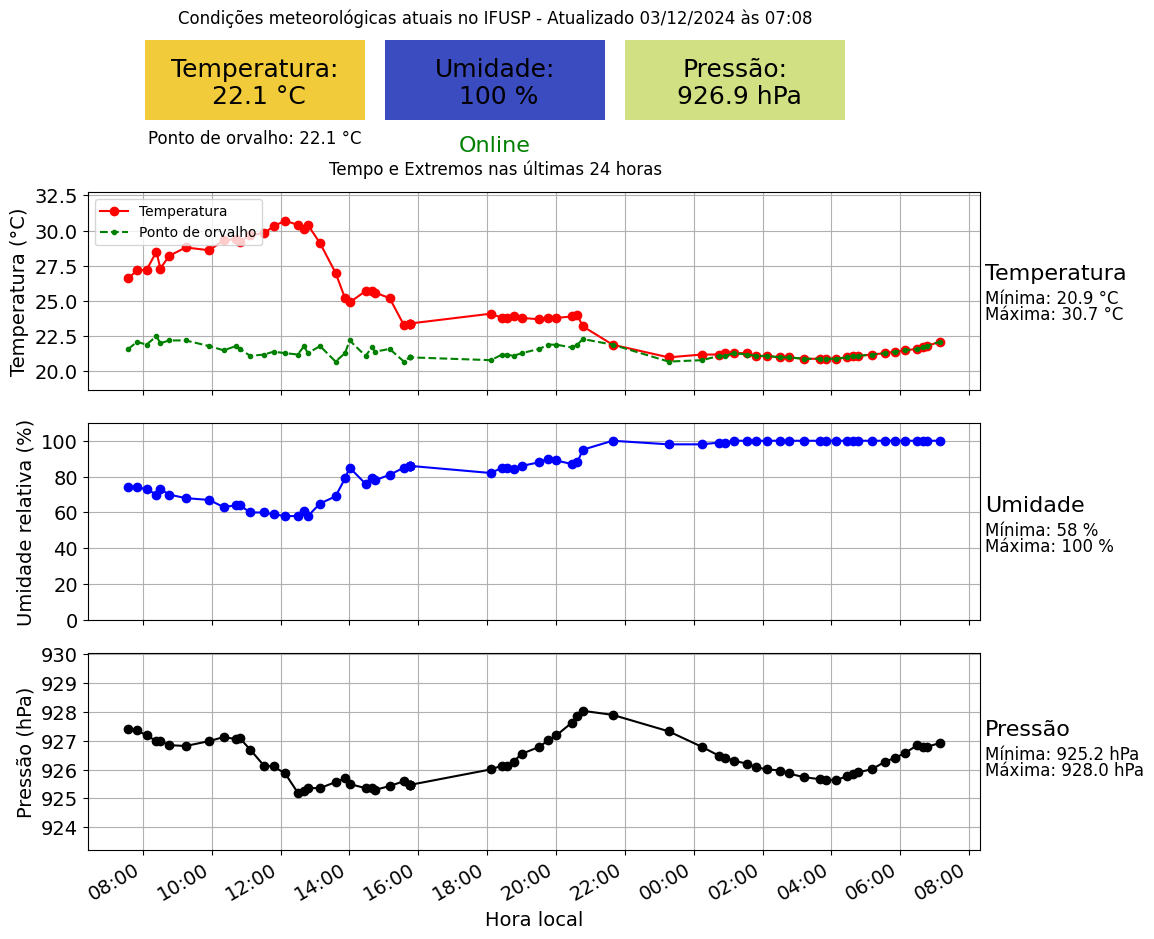 Condições meteorológicas atuais no IFUSP - Atualizado 03/12/2024 às 07:08
Temperatura:
22.1 °C
Umidade:
100 %
Pressão:
926.9 hPa
Ponto de orvalho: 22.1 °C
Online
Tempo e Extremos nas últimas 24 horas
Temperatura (°C)
32.5
30.0
27.5
25.0
22.5
20.0
Temperatura
Ponto de orvalho
Temperatura
Mínima: 20.9 °C
Máxima: 30.7 °C
Umidade relativa (%)
100
80
60
40
20
0
Umidade
Mínima: 58 %
Máxima: 100 %
Pressão (hPa)
930
929
928
927
926
925
924
Pressão
Mínima: 925.2 hPa
Máxima: 928.0 hPa
08:00 10:00 12:00 14:00 16:00 18:00 20:00 22:00 00:00 02:00 04:00 06:00 08:00
Hora local